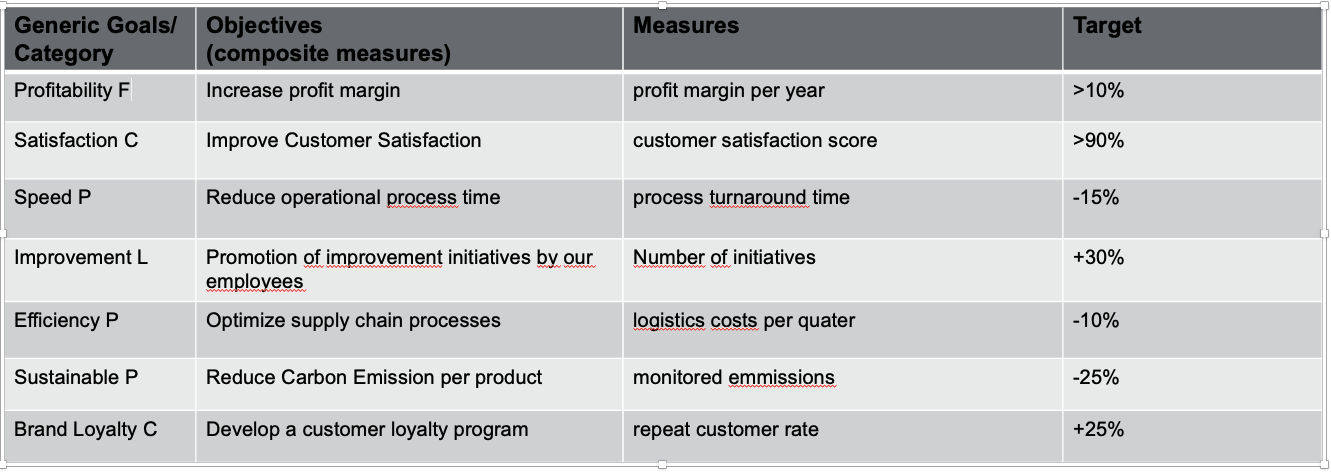 Generic Goals/ Objectives Measures Target
Category (composite measures)
Profitability F Increase profit margin profit margin per year >10%
Satisfaction C Improve Customer Satisfaction customer satisfaction score >90%
Speed P Reduce operational process time process turnaround time -15%
Improvement L Promotion of improvement initiatives by our Number of initiatives +30%
employees
Efficiency P Optimize supply chain processes logistics costs per quater -10%
Sustainable P Reduce Carbon Emission per product monitored emmissions -25%
Brand Loyalty C Develop a customer loyalty program repeat customer rate +25%